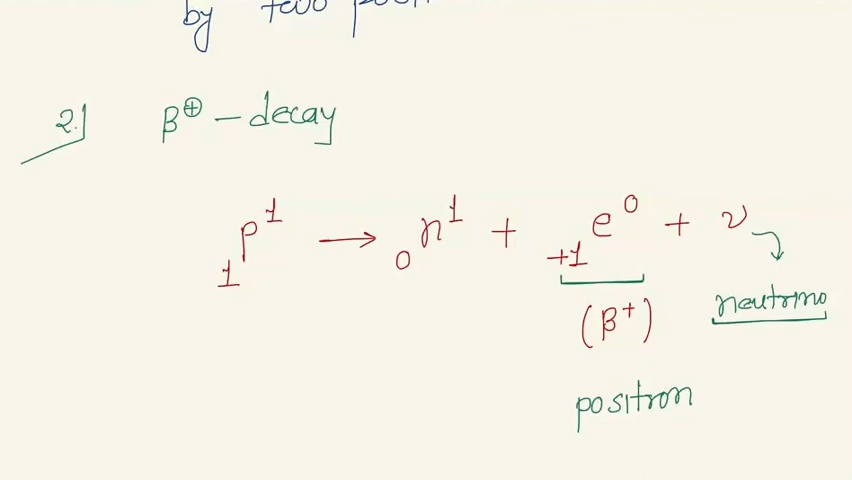 by two
2.] β⊕ – decay
₁p¹ → ₀n¹ + ₊₁e⁰ + ν
neutrino
(β⁺)
positron